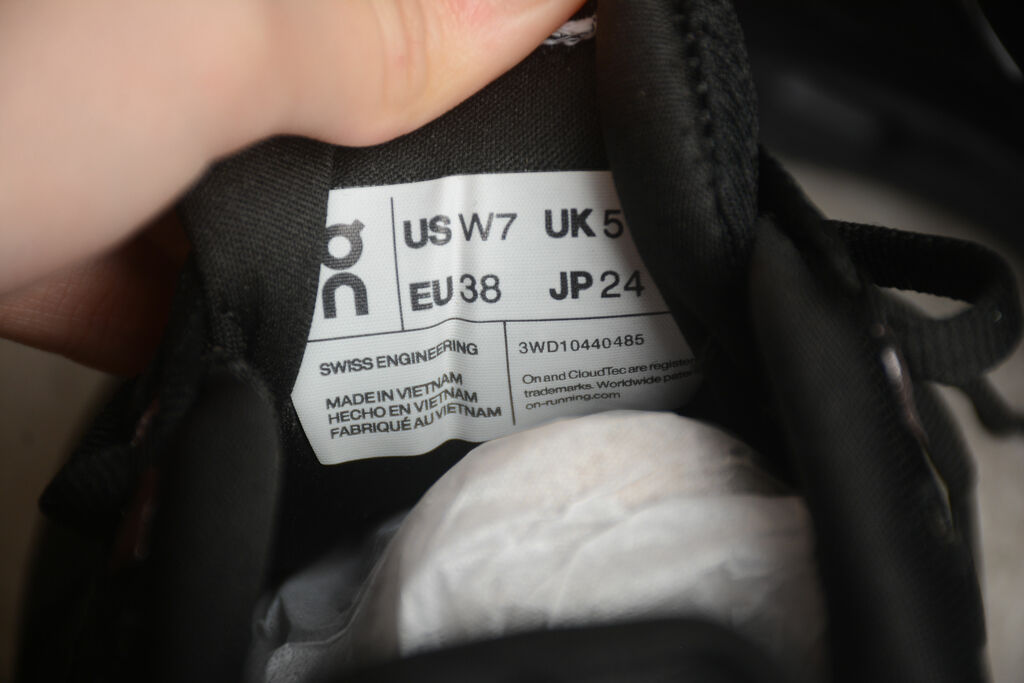 on
US W7 UK 5
EU 38 JP 24
SWISS ENGINEERING
MADE IN VIETNAM
HECHO EN VIETNAM
FABRIQUÉ AU VIETNAM
3WD10440485
On and CloudTec are
trademarks. Worldwide
on-running.com